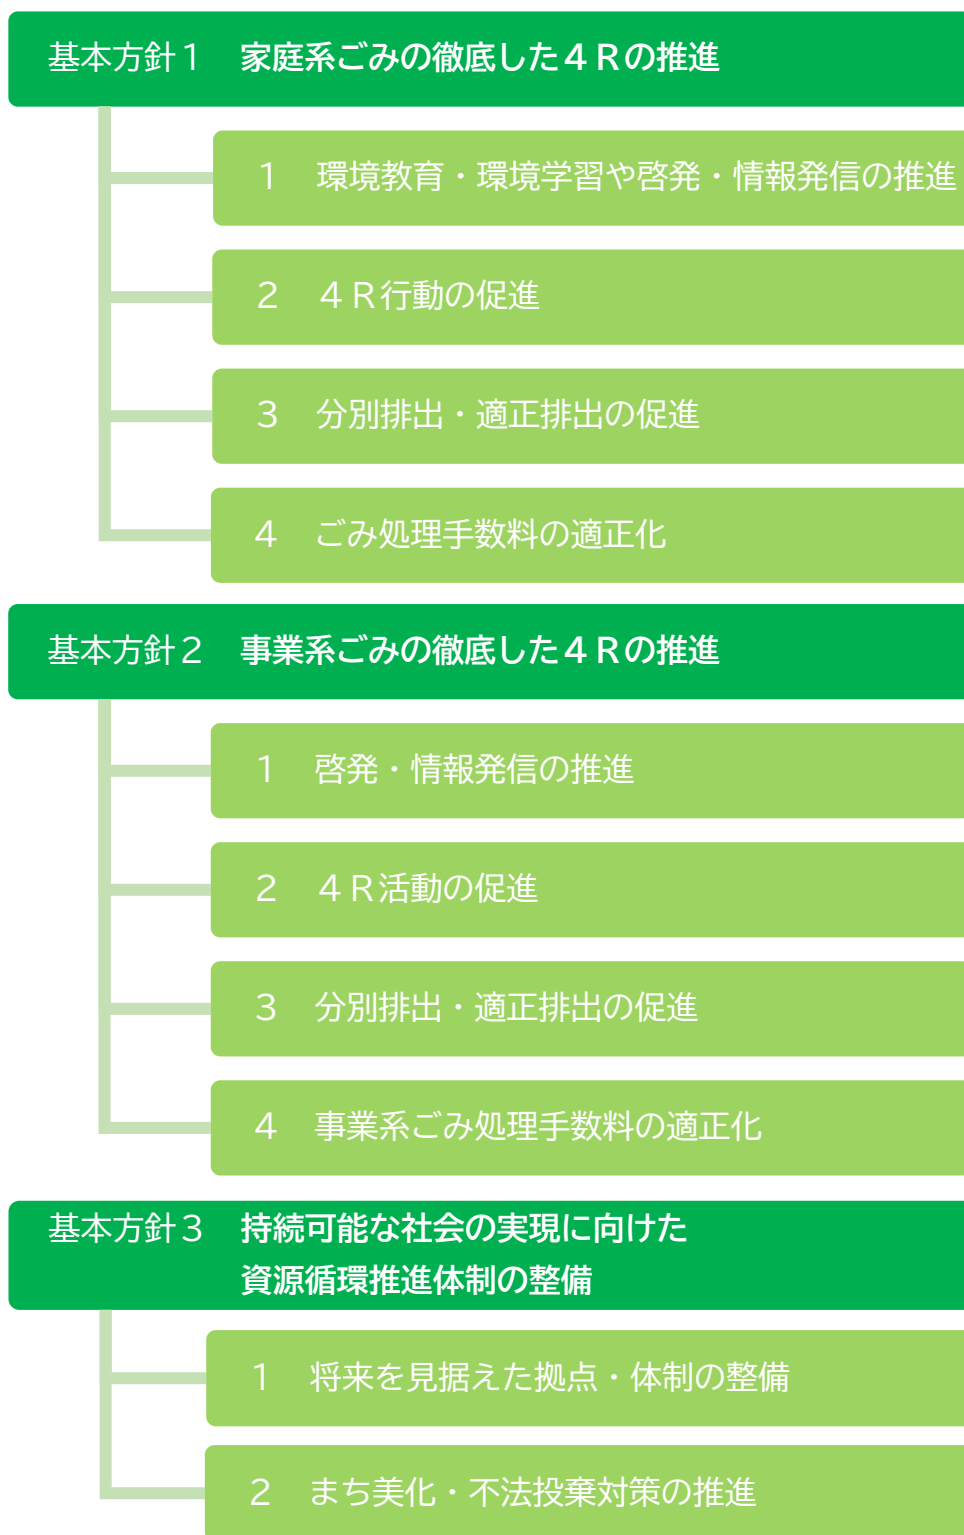 基本方針１　家庭系ごみの徹底した４Ｒの推進
１　環境教育・環境学習や啓発・情報発信の推進
２　４Ｒ行動の促進
３　分別排出・適正排出の促進
４　ごみ処理手数料の適正化
基本方針２　事業系ごみの徹底した４Ｒの推進
１　啓発・情報発信の推進
２　４Ｒ活動の促進
３　分別排出・適正排出の促進
４　事業系ごみ処理手数料の適正化
基本方針３　持続可能な社会の実現に向けた
資源循環推進体制の整備
１　将来を見据えた拠点・体制の整備
２　まち美化・不法投棄対策の推進